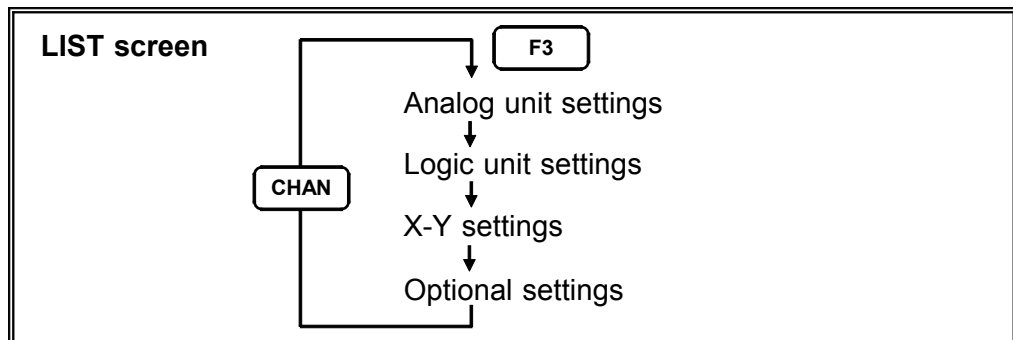 LIST screen
F3
Analog unit settings
Logic unit settings
CHAN
X-Y settings
Optional settings